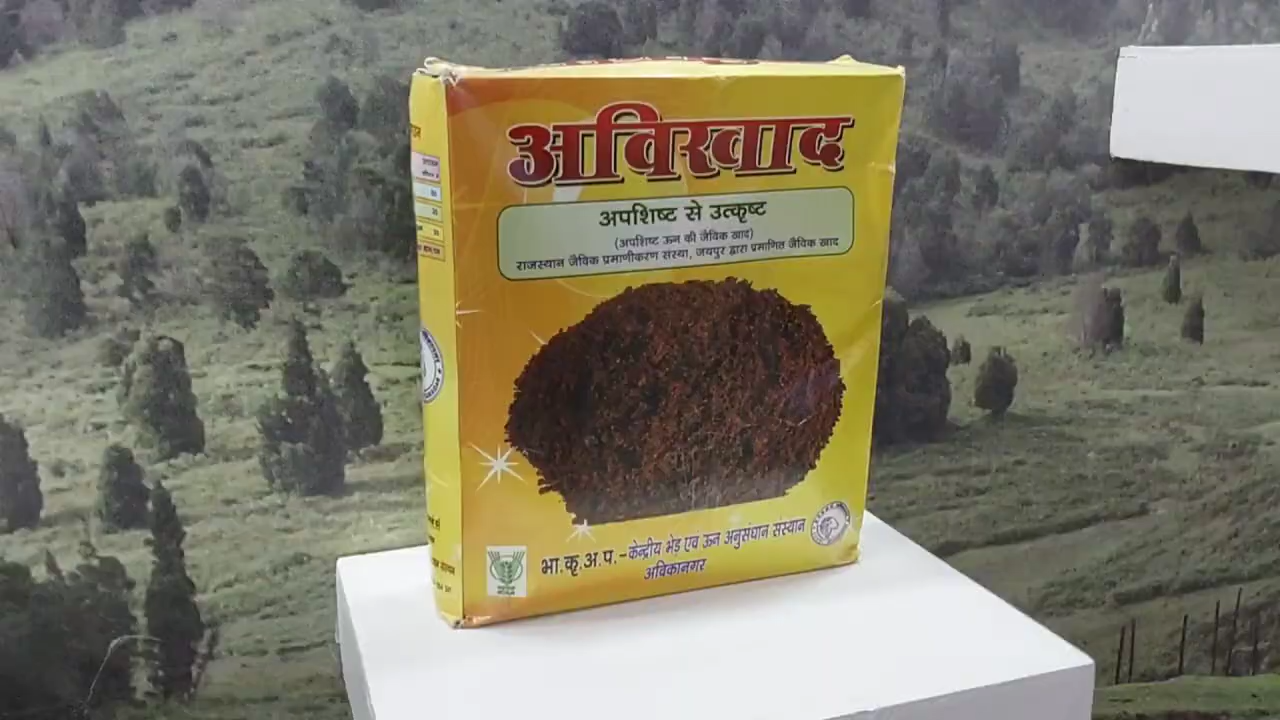 अविखाद
अपशिष्ट से उत्कृष्ट
(अपशिष्ट ऊन की जैविक खाद)
राजस्थान जैविक प्रमाणीकरण संस्था, जयपुर द्वारा प्रमाणित जैविक खाद
भा.कृ.अ.प.-केन्द्रीय भेड़ एवं ऊन अनुसंधान संस्थान
अविकानगर